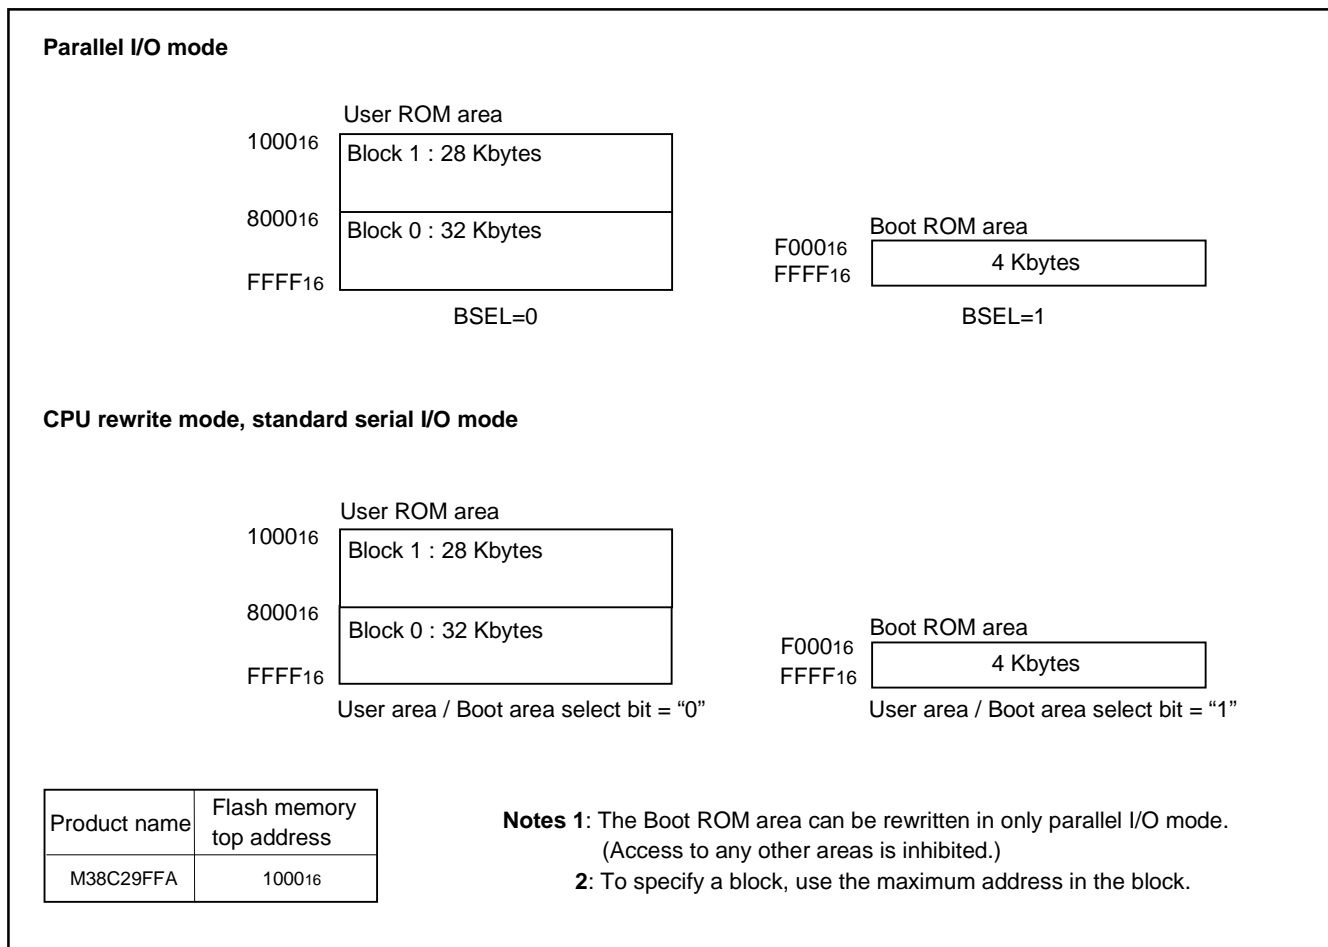 Parallel I/O mode
User ROM area
100016
Block 1 : 28 Kbytes
800016
Block 0 : 32 Kbytes
FFFF16
BSEL=0
Boot ROM area
F00016
4 Kbytes
FFFF16
BSEL=1
CPU rewrite mode, standard serial I/O mode
User ROM area
100016
Block 1 : 28 Kbytes
800016
Block 0 : 32 Kbytes
FFFF16
User area / Boot area select bit = “0”
Boot ROM area
F00016
4 Kbytes
FFFF16
User area / Boot area select bit = “1”
Product name
Flash memory
top address
M38C29FFA
100016
Notes 1: The Boot ROM area can be rewritten in only parallel I/O mode.
(Access to any other areas is inhibited.)
2: To specify a block, use the maximum address in the block.